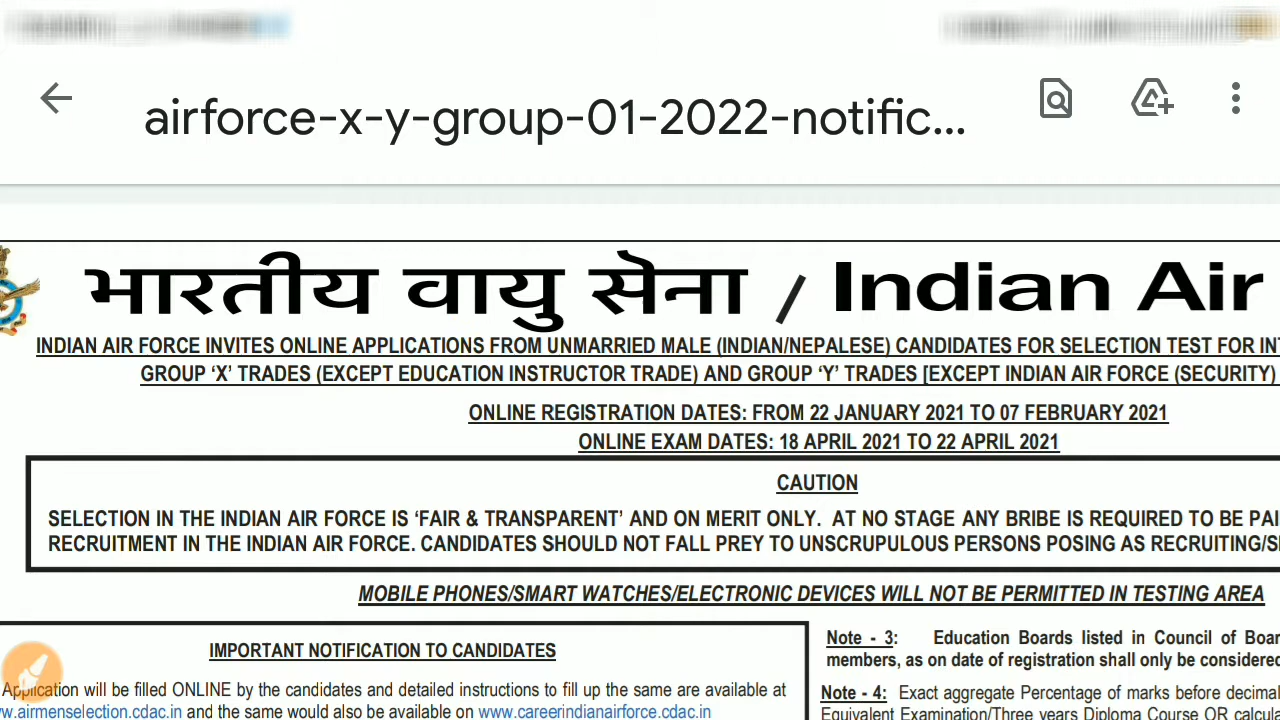 airforce-x-y-group-01-2022-notific...
भारतीय वायु सेना / Indian Air
INDIAN AIR FORCE INVITES ONLINE APPLICATIONS FROM UNMARRIED MALE (INDIAN/NEPALESE) CANDIDATES FOR SELECTION TEST FOR
GROUP ‘X’ TRADES (EXCEPT EDUCATION INSTRUCTOR TRADE) AND GROUP ‘Y’ TRADES [EXCEPT INDIAN AIR FORCE (SECURITY)
ONLINE REGISTRATION DATES: FROM 22 JANUARY 2021 TO 07 FEBRUARY 2021
ONLINE EXAM DATES: 18 APRIL 2021 TO 22 APRIL 2021
CAUTION
SELECTION IN THE INDIAN AIR FORCE IS ‘FAIR & TRANSPARENT’ AND ON MERIT ONLY. AT NO STAGE ANY BRIBE IS REQUIRED TO BE
RECRUITMENT IN THE INDIAN AIR FORCE. CANDIDATES SHOULD NOT FALL PREY TO UNSCRUPULOUS PERSONS POSING AS RECRUITING/
MOBILE PHONES/SMART WATCHES/ELECTRONIC DEVICES WILL NOT BE PERMITTED IN TESTING AREA
IMPORTANT NOTIFICATION TO CANDIDATES
Application will be filled ONLINE by the candidates and detailed instructions to fill up the same are available at
w.airmenselection.cdac.in and the same would also be available on www.careerindianairforce.cdac.in
Note - 3: Education Boards listed in Council of
members, as on date of registration shall only be considered
Note - 4: Exact aggregate Percentage of marks before
Equivalent Examination/Three years Diploma Course OR